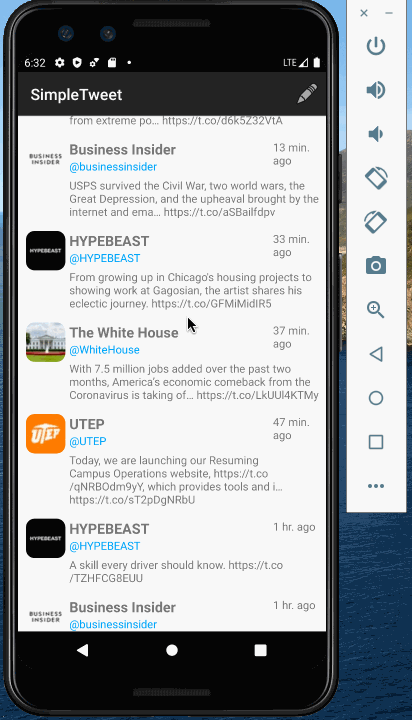 6:32
LTE
SimpleTweet
from extreme po... https://t.co/d6k5Z32VtA
BUSINESS INSIDER
Business Insider
13 min. ago
@businessinsider
USPS survived the Civil War, two world wars, the
Great Depression, and the upheaval brought by the
internet and ema... https://t.co/aSBailfdpv
HYPEBEAST
HYPEBEAST
33 min. ago
@HYPEBEAST
From growing up in Chicago's housing projects to
showing work at Gagosian, the artist shares his
eclectic journey. https://t.co/GFMiMidIR5
The White House
37 min. ago
@WhiteHouse
With 7.5 million jobs added over the past two
months, America's economic comeback from the
Coronavirus is taking of... https://t.co/LkUUl4KTMy
UTEP
UTEP
47 min. ago
@UTEP
Today, we are launching our Resuming
Campus Operations website, https://t.co
/qNRBOdm9yY, which provides tools and i...
https://t.co/sT2pDgNRbU
HYPEBEAST
HYPEBEAST
1 hr. ago
@HYPEBEAST
A skill every driver should know. https://t.co
/TZHFCG8EUU
BUSINESS INSIDER
Business Insider
1 hr. ago
@businessinsider